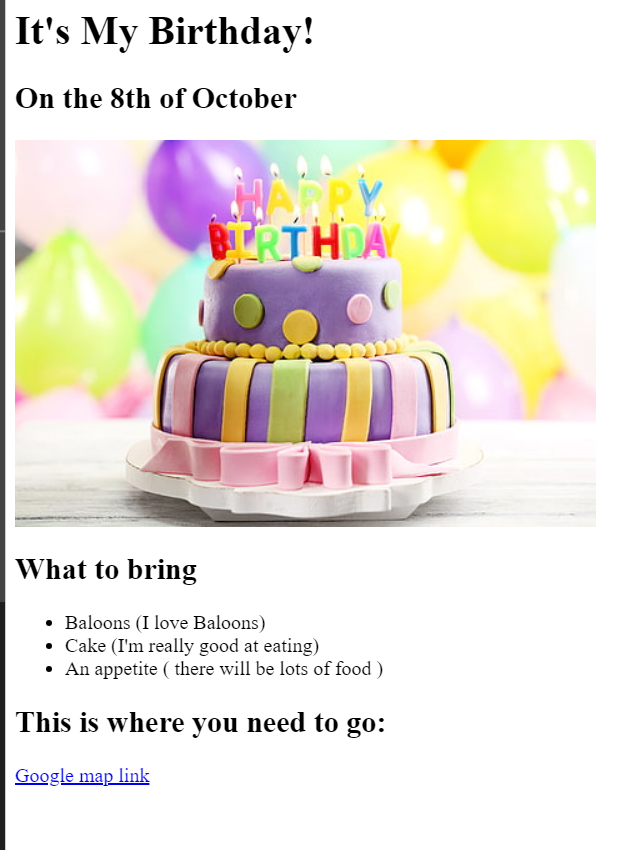 It's My Birthday!
On the 8th of October
HAPPY
BIRTHDAY
What to bring
Baloons (I love Baloons)
Cake (I'm really good at eating)
An appetite ( there will be lots of food )
This is where you need to go:
Google map link